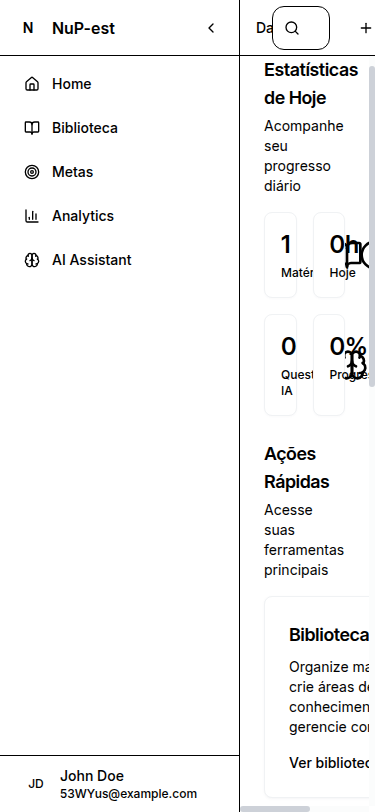 N NuP-est
Home
Biblioteca
Metas
Analytics
AI Assistant
JD
John Doe
53WYus@example.com
Da
Estatísticas
de Hoje
Acompanhe
seu
progresso
diário
1
Matér
0h
Hoje
0
Quest
IA
0%
Progres
Ações
Rápidas
Acesse
suas
ferramentas
principais
Biblioteca
Organize ma
crie áreas de
conhecimen
gerencie con
Ver bibliotec